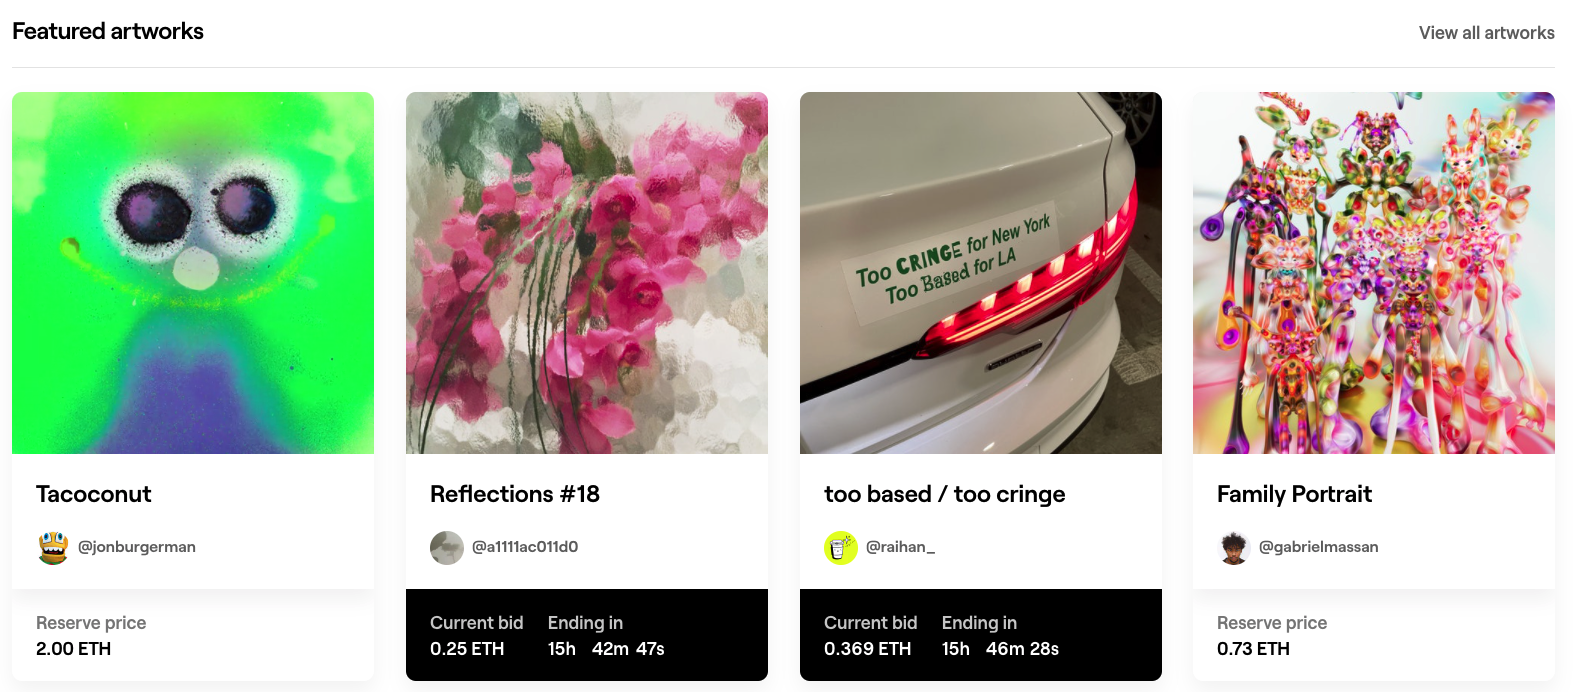 Featured artworks
View all artworks
Too CRINGE for New York
Too Based for LA
Tacoconut
@jonburgerman
Reserve price
2.00 ETH
Reflections #18
@a1111ac011d0
Current bid Ending in
0.25 ETH 15h 42m 47s
too based / too cringe
@raihan_
Current bid Ending in
0.369 ETH 15h 46m 28s
Family Portrait
@gabrielmassan
Reserve price
0.73 ETH